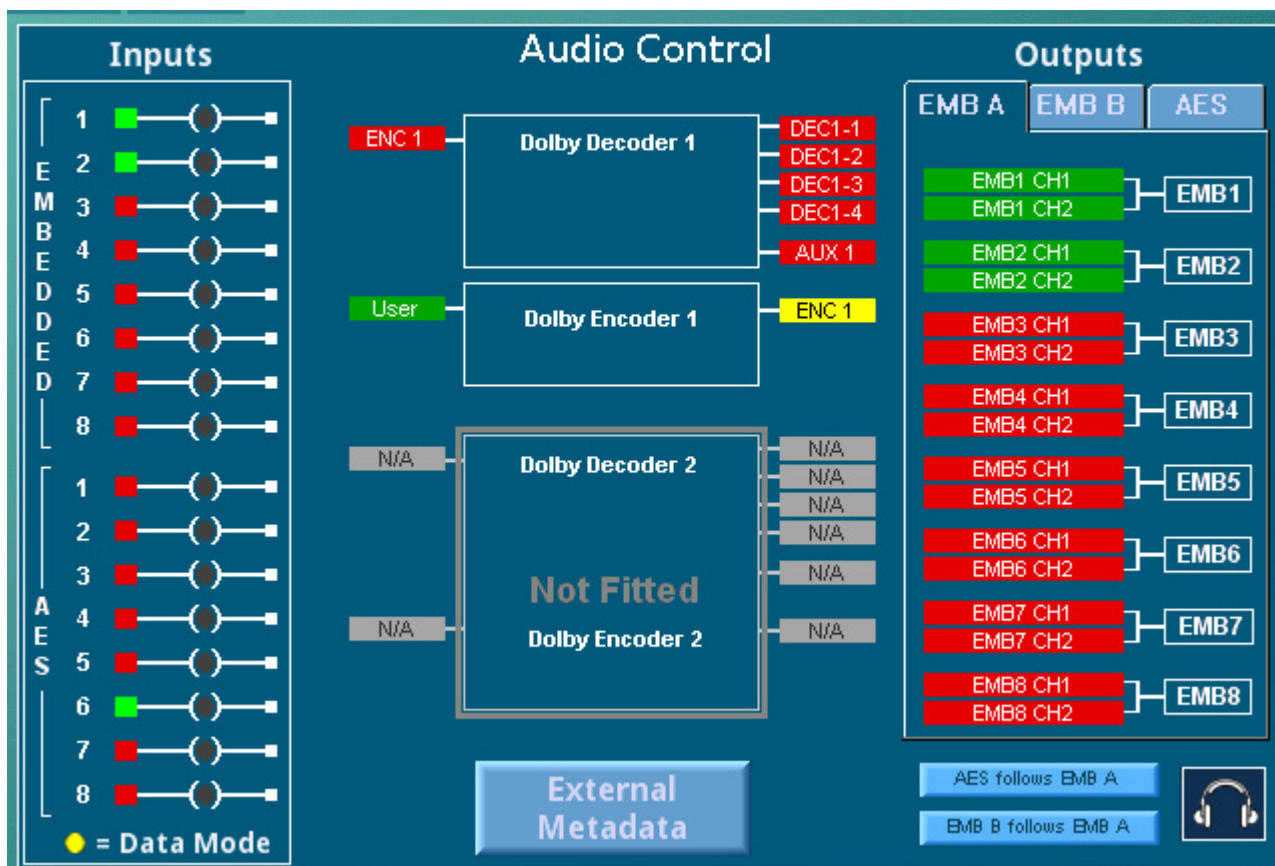 Inputs
Audio Control
Outputs
EMBEDDED
1
2
3
4
5
6
7
8
AES
1
2
3
4
5
6
7
8
= Data Mode
ENC 1
Dolby Decoder 1
DEC1-1
DEC1-2
DEC1-3
DEC1-4
AUX 1
User
Dolby Encoder 1
ENC 1
N/A
Dolby Decoder 2
N/A
N/A
N/A
N/A
N/A
Not Fitted
N/A
Dolby Encoder 2
N/A
External
Metadata
EMB A EMB B AES
EMB1 CH1
EMB1 CH2
EMB1
EMB2 CH1
EMB2 CH2
EMB2
EMB3 CH1
EMB3 CH2
EMB3
EMB4 CH1
EMB4 CH2
EMB4
EMB5 CH1
EMB5 CH2
EMB5
EMB6 CH1
EMB6 CH2
EMB6
EMB7 CH1
EMB7 CH2
EMB7
EMB8 CH1
EMB8 CH2
EMB8
AES follows EMB A
EMB B follows EMB A